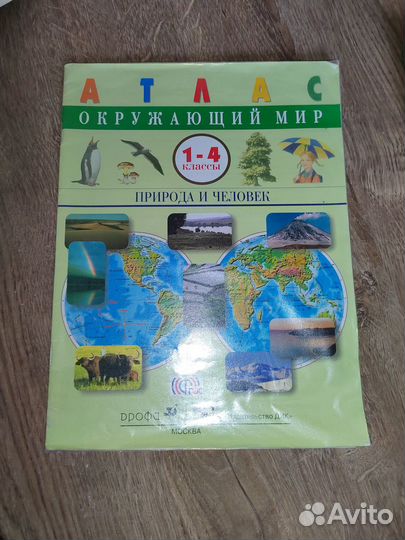 АТЛАС
ОКРУЖАЮЩИЙ МИР
1-4
КЛАССЫ
ПРИРОДА И ЧЕЛОВЕК
ДРОФА
МОСКВА
Avito